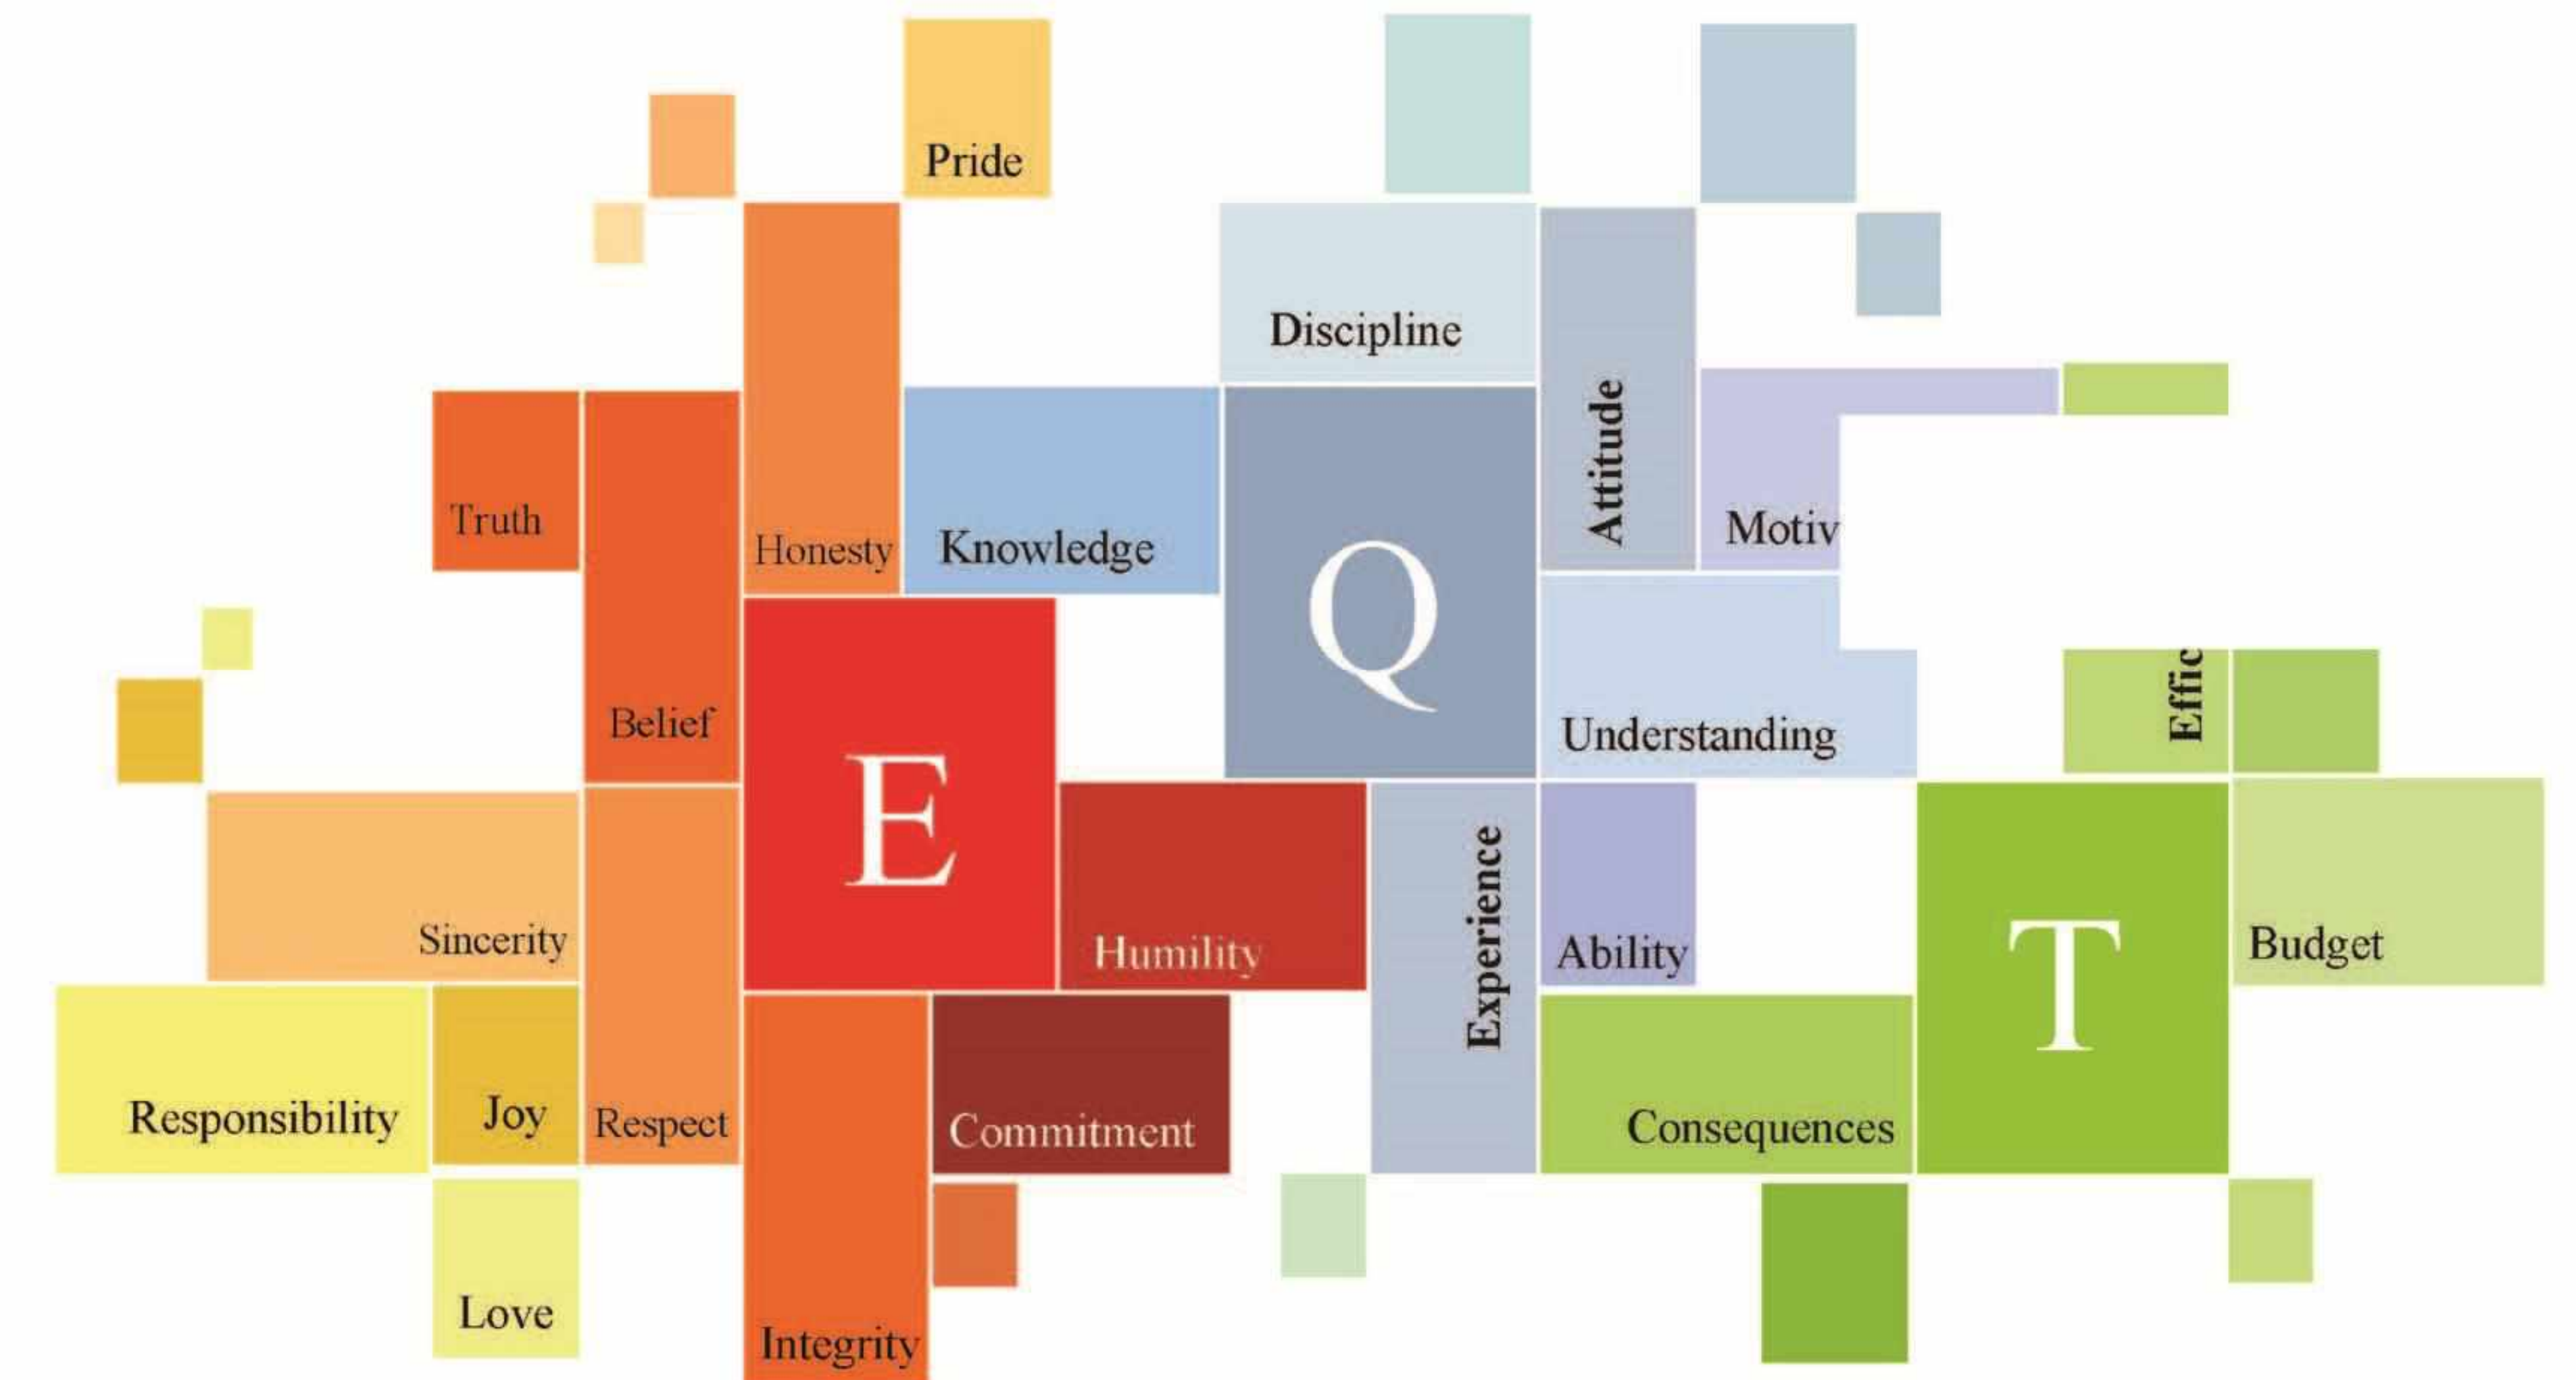 Pride
Discipline
Attitude
Truth
Honesty
Knowledge
Q
Motiv
Belief
E
Understanding
Effic
Sincerity
Humility
Experience
Ability
T
Budget
Responsibility
Joy
Respect
Commitment
Consequences
Love
Integrity